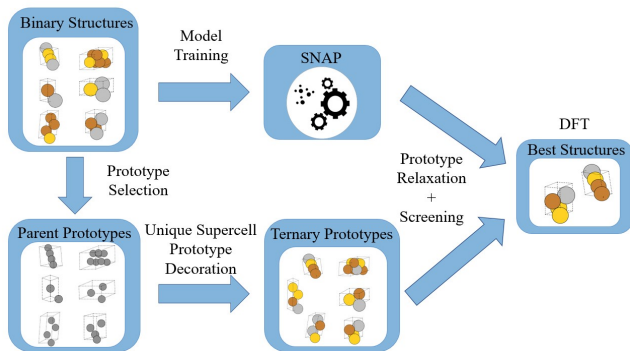 Binary Structures
Model
Training
SNAP
Prototype
Selection
Prototype
Relaxation
+
Screening
DFT
Best Structures
Parent Prototypes
Unique Supercell
Prototype
Decoration
Ternary Prototypes